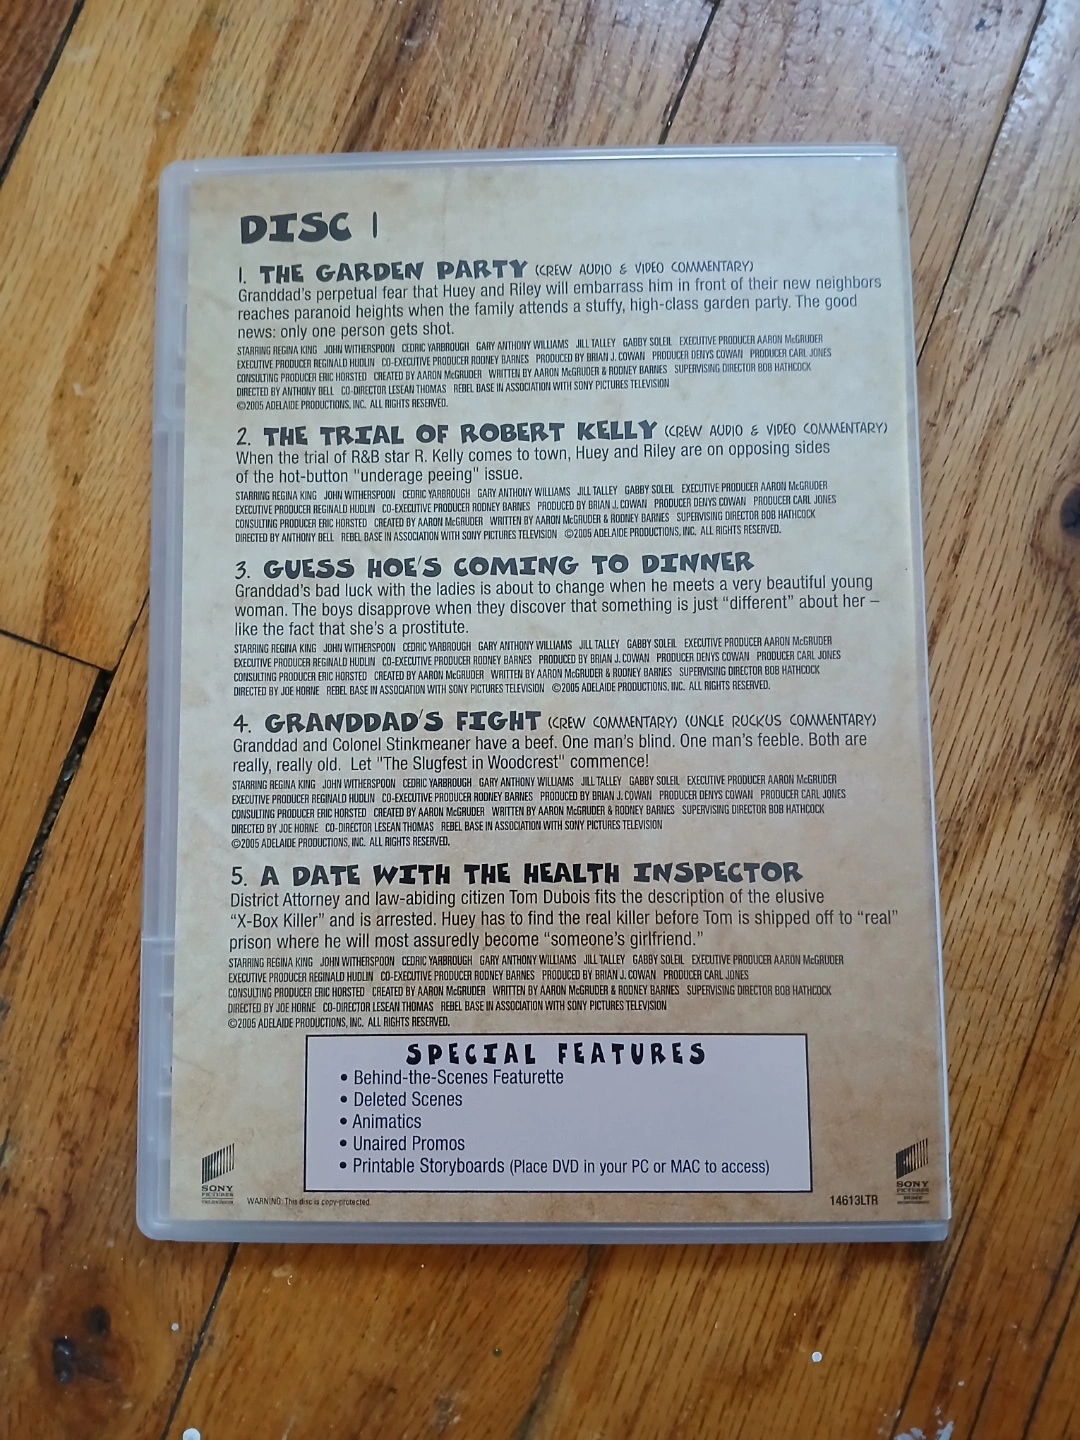 DISC 1
1. THE GARDEN PARTY (CREW AUDIO & VIDEO COMMENTARY)
Granddad's perpetual fear that Huey and Riley will embarrass him in front of their new neighbors
reaches paranoid heights when the family attends a stuffy, high-class garden party. The good
news: only one person gets shot.
STARRING REGINA KING JOHN WITHERSPOON CEDRIC YARBROUGH GARY ANTHONY WILLIAMS JILL TALLEY GABBY SOLEIL EXECUTIVE PRODUCER AARON McGRUDER
EXECUTIVE PRODUCER REGINALD HUDLIN CO-EXECUTIVE PRODUCER RODNEY BARNES PRODUCED BY BRIAN J. COWAN PRODUCER DENYS COWAN PRODUCER CARL JONES
CONSULTING PRODUCER ERIC HORSTED CREATED BY AARON McGRUDER WRITTEN BY AARON McGRUDER & RODNEY BARNES SUPERVISING DIRECTOR BOB HATHCOCK
DIRECTED BY ANTHONY BELL CO-DIRECTOR LESEAN THOMAS REBEL BASE IN ASSOCIATION WITH SONY PICTURES TELEVISION
©2005 ADELAIDE PRODUCTIONS, INC. ALL RIGHTS RESERVED.
2. THE TRIAL OF ROBERT KELLY (CREW AUDIO & VIDEO COMMENTARY)
When the trial of R&B star R. Kelly comes to town, Huey and Riley are on opposing sides
of the hot-button "underage peeing" issue.
STARRING REGINA KING JOHN WITHERSPOON CEDRIC YARBROUGH GARY ANTHONY WILLIAMS JILL TALLEY GABBY SOLEIL EXECUTIVE PRODUCER AARON McGRUDER
EXECUTIVE PRODUCER REGINALD HUDLIN CO-EXECUTIVE PRODUCER RODNEY BARNES PRODUCED BY BRIAN J. COWAN PRODUCER DENYS COWAN PRODUCER CARL JONES
CONSULTING PRODUCER ERIC HORSTED CREATED BY AARON McGRUDER WRITTEN BY AARON McGRUDER & RODNEY BARNES SUPERVISING DIRECTOR BOB HATHCOCK
DIRECTED BY ANTHONY BELL REBEL BASE IN ASSOCIATION WITH SONY PICTURES TELEVISION ©2005 ADELAIDE PRODUCTIONS, INC. ALL RIGHTS RESERVED.
3. GUESS HOE'S COMING TO DINNER
Granddad's bad luck with the ladies is about to change when he meets a very beautiful young
woman. The boys disapprove when they discover that something is just "different" about her –
like the fact that she's a prostitute.
STARRING REGINA KING JOHN WITHERSPOON CEDRIC YARBROUGH GARY ANTHONY WILLIAMS JILL TALLEY GABBY SOLEIL EXECUTIVE PRODUCER AARON McGRUDER
EXECUTIVE PRODUCER REGINALD HUDLIN CO-EXECUTIVE PRODUCER RODNEY BARNES PRODUCED BY BRIAN J. COWAN PRODUCER DENYS COWAN PRODUCER CARL JONES
CONSULTING PRODUCER ERIC HORSTED CREATED BY AARON McGRUDER WRITTEN BY AARON McGRUDER & RODNEY BARNES SUPERVISING DIRECTOR BOB HATHCOCK
DIRECTED BY JOE HORNE REBEL BASE IN ASSOCIATION WITH SONY PICTURES TELEVISION ©2005 ADELAIDE PRODUCTIONS, INC. ALL RIGHTS RESERVED.
4. GRANDDAD'S FIGHT (CREW COMMENTARY) (UNCLE RUCKUS COMMENTARY)
Granddad and Colonel Stinkmeaner have a beef. One man's blind. One man's feeble. Both are
really, really old. Let "The Slugfest in Woodcrest" commence!
STARRING REGINA KING JOHN WITHERSPOON CEDRIC YARBROUGH GARY ANTHONY WILLIAMS JILL TALLEY GABBY SOLEIL EXECUTIVE PRODUCER AARON McGRUDER
EXECUTIVE PRODUCER REGINALD HUDLIN CO-EXECUTIVE PRODUCER RODNEY BARNES PRODUCED BY BRIAN J. COWAN PRODUCER DENYS COWAN PRODUCER CARL JONES
CONSULTING PRODUCER ERIC HORSTED CREATED BY AARON McGRUDER WRITTEN BY AARON McGRUDER & RODNEY BARNES SUPERVISING DIRECTOR BOB HATHCOCK
DIRECTED BY JOE HORNE CO-DIRECTOR LESEAN THOMAS REBEL BASE IN ASSOCIATION WITH SONY PICTURES TELEVISION
©2005 ADELAIDE PRODUCTIONS, INC. ALL RIGHTS RESERVED.
5. A DATE WITH THE HEALTH INSPECTOR
District Attorney and law-abiding citizen Tom Dubois fits the description of the elusive
"X-Box Killer" and is arrested. Huey has to find the real killer before Tom is shipped off to "real"
prison where he will most assuredly become "someone's girlfriend."
STARRING REGINA KING JOHN WITHERSPOON CEDRIC YARBROUGH GARY ANTHONY WILLIAMS JILL TALLEY GABBY SOLEIL EXECUTIVE PRODUCER AARON McGRUDER
EXECUTIVE PRODUCER REGINALD HUDLIN CO-EXECUTIVE PRODUCER RODNEY BARNES PRODUCED BY BRIAN J. COWAN PRODUCER CARL JONES
CONSULTING PRODUCER ERIC HORSTED CREATED BY AARON McGRUDER WRITTEN BY AARON McGRUDER & RODNEY BARNES SUPERVISING DIRECTOR BOB HATHCOCK
DIRECTED BY JOE HORNE CO-DIRECTOR LESEAN THOMAS REBEL BASE IN ASSOCIATION WITH SONY PICTURES TELEVISION
©2005 ADELAIDE PRODUCTIONS, INC. ALL RIGHTS RESERVED.
SPECIAL FEATURES
• Behind-the-Scenes Featurette
• Deleted Scenes
• Animatics
• Unaired Promos
• Printable Storyboards (Place DVD in your PC or MAC to access)
SONY
PICTURES
WARNING: This disc is copy-protected.
14613LTR
SONY
PICTURES